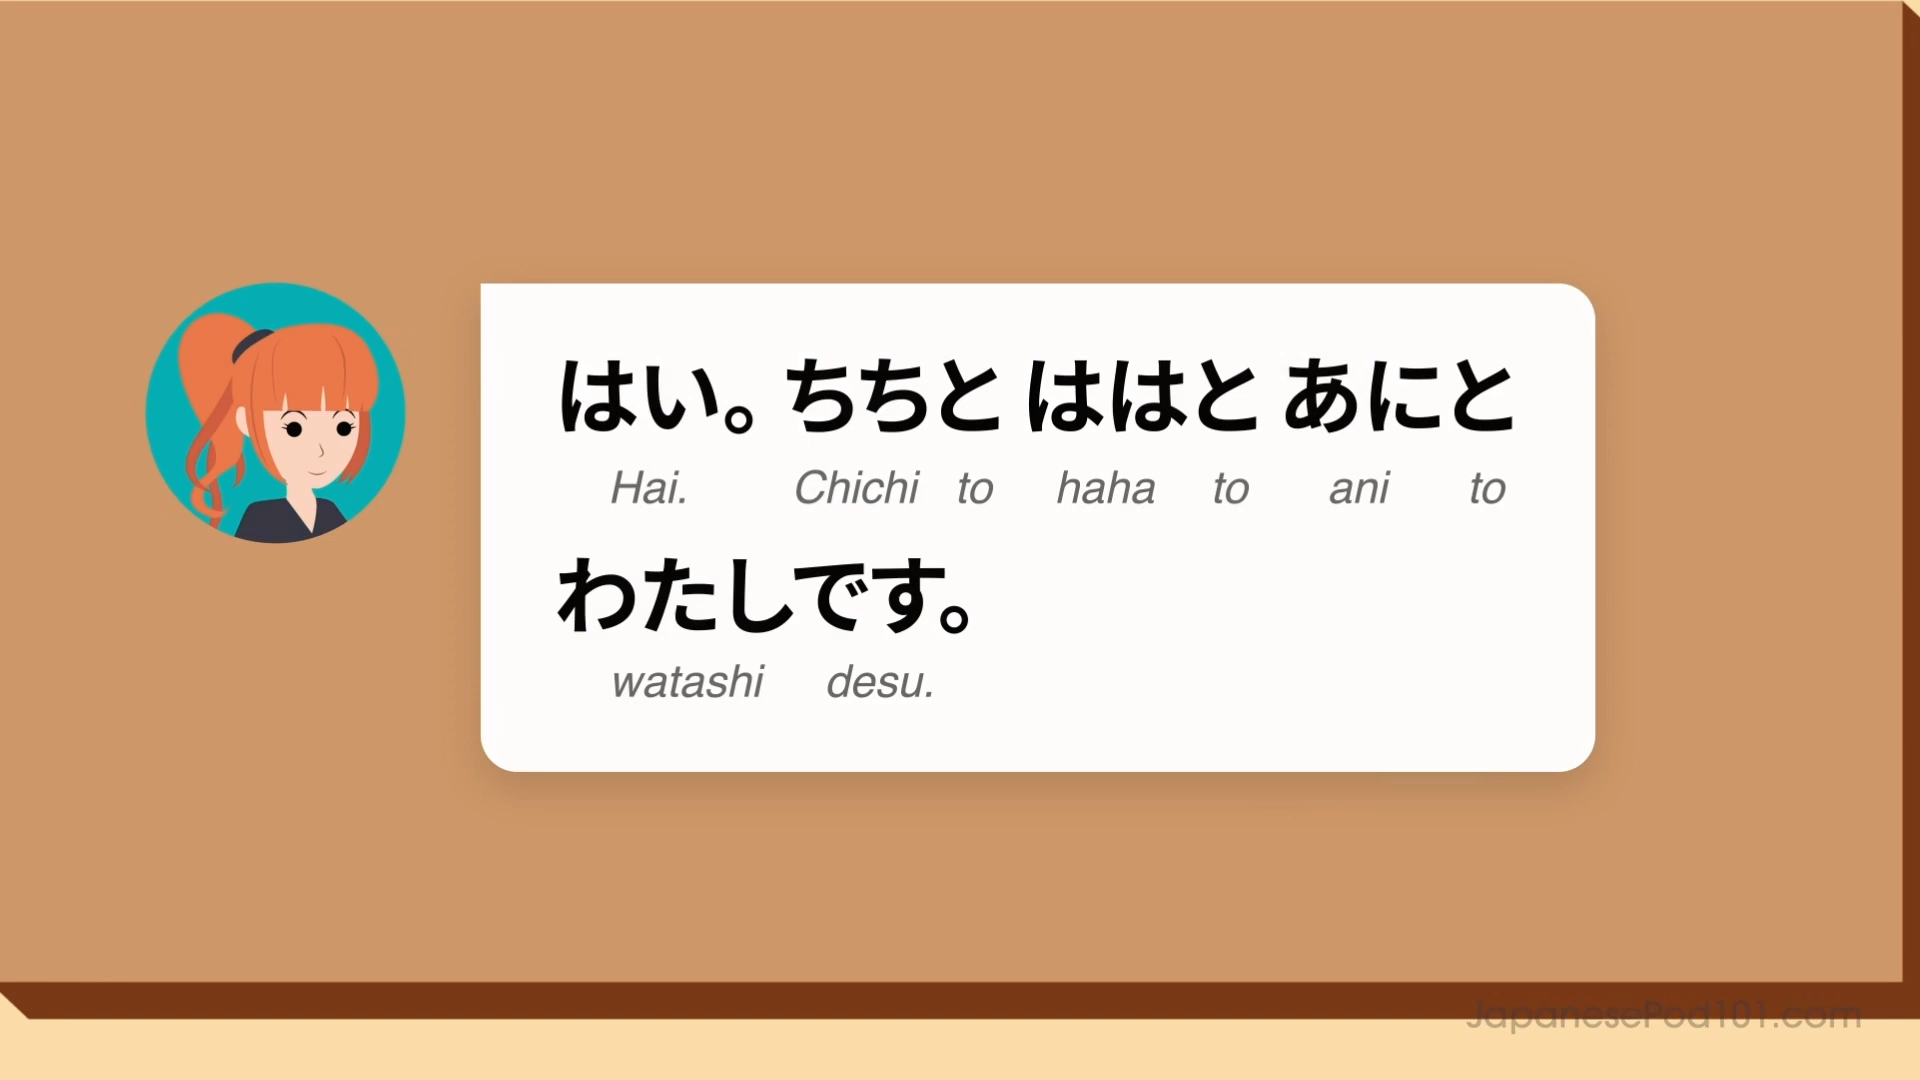 はい。ちちと ははと あにと
Hai. Chichi to haha to ani to
わたしです。
watashi desu.
JapanesePod101.com